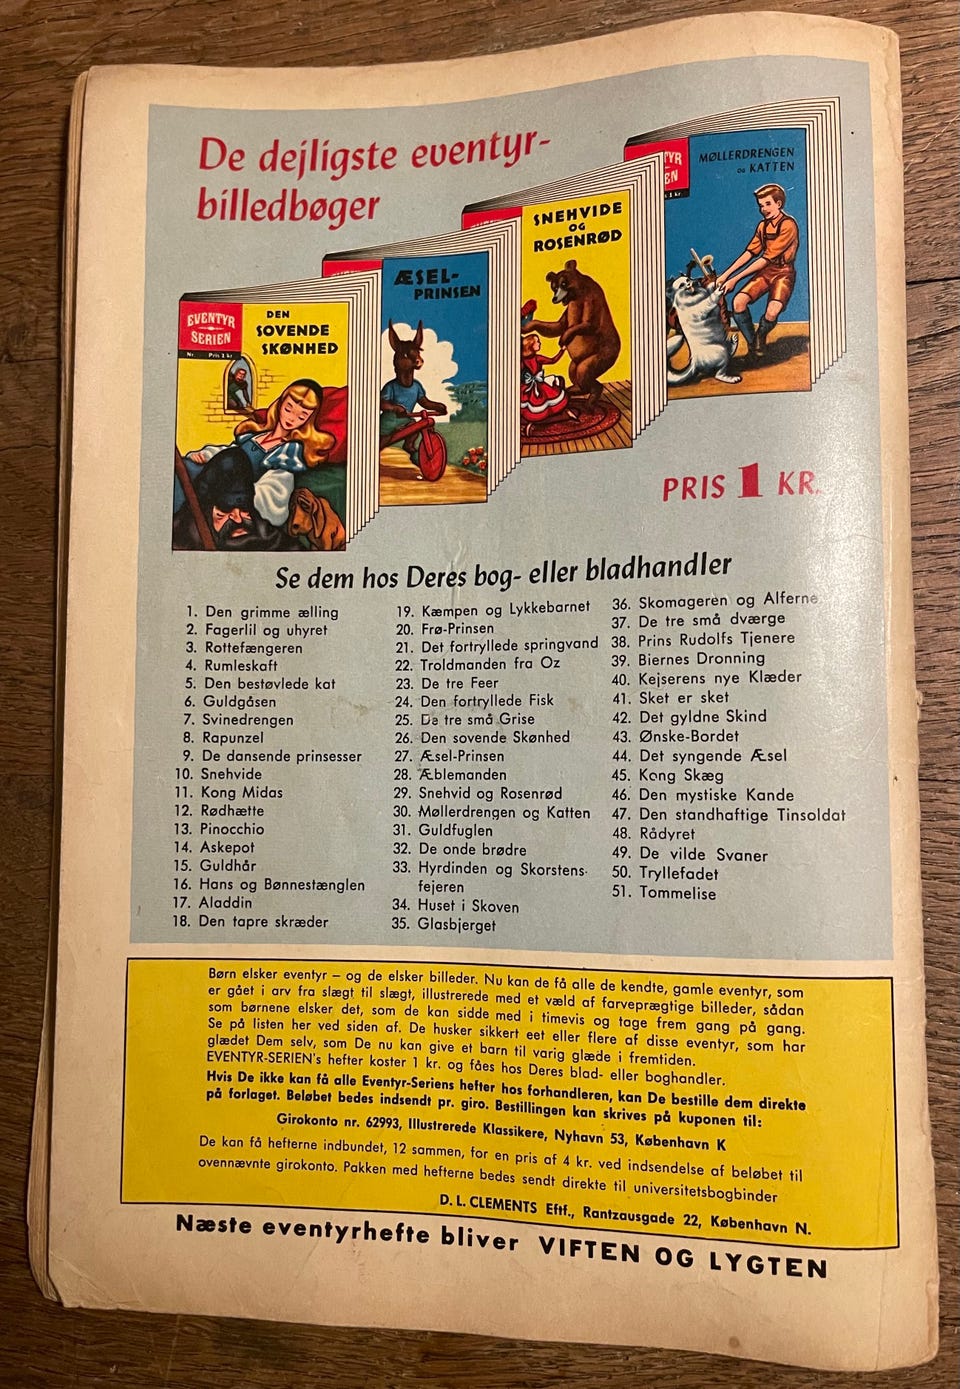 De dejligste eventyr-
billedbøger
EVENTYR
SERIEN
Nr. Pris 1 kr.
DEN
SOVENDE
SKØNHED
ÆSEL-
PRINSEN
SNEHVIDE
OG
ROSENRØD
MØLLERDRENGEN
OG KATTEN
PRIS 1 KR.
Se dem hos Deres bog- eller bladhandler
1. Den grimme ælling
2. Fagerlil og uhyret
3. Rottefængeren
4. Rumleskaft
5. Den bestøvlede kat
6. Guldgåsen
7. Svinedrengen
8. Rapunzel
9. De dansende prinsesser
10. Snehvide
11. Kong Midas
12. Rødhætte
13. Pinocchio
14. Askepot
15. Guldhår
16. Hans og Bønnestænglen
17. Aladdin
18. Den tapre skræder
19. Kæmpen og Lykkebarnet
20. Frø-Prinsen
21. Det fortryllede springvand
22. Troldmanden fra Oz
23. De tre Feer
24. Den fortryllede Fisk
25. De tre små Grise
26. Den sovende Skønhed
27. Æsel-Prinsen
28. Æblemanden
29. Snehvid og Rosenrød
30. Møllerdrengen og Katten
31. Guldfuglen
32. De onde brødre
33. Hyrdinden og Skorstens-
fejeren
34. Huset i Skoven
35. Glasbjerget
36. Skomageren og Alferne
37. De tre små dværge
38. Prins Rudolfs Tjenere
39. Biernes Dronning
40. Kejserens nye Klæder
41. Sket er sket
42. Det gyldne Skind
43. Ønske-Bordet
44. Det syngende Æsel
45. Kong Skæg
46. Den mystiske Kande
47. Den standhaftige Tinsoldat
48. Rådyret
49. De vilde Svaner
50. Tryllefadet
51. Tommelise
Børn elsker eventyr – og de elsker billeder. Nu kan de få alle de kendte, gamle eventyr, som
er gået i arv fra slægt til slægt, illustrerede med et væld af farveprægtige billeder, sådan
som børnene elsker det, som de kan sidde med i timevis og tage frem gang på gang.
Se på listen her ved siden af. De husker sikkert eet eller flere af disse eventyr, som har
glædet Dem selv, som De nu kan give et barn til varig glæde i fremtiden.
EVENTYR-SERIEN's hefter koster 1 kr. og fåes hos Deres blad- eller boghandler.
Hvis De ikke kan få alle Eventyr-Seriens hefter hos forhandleren, kan De bestille dem direkte
på forlaget. Beløbet bedes indsendt pr. giro. Bestillingen kan skrives på kuponen til:
Girokonto nr. 62993, Illustrerede Klassikere, Nyhavn 53, København K
De kan få hefterne indbundet, 12 sammen, for en pris af 4 kr. ved indsendelse af beløbet til
ovennævnte girokonto. Pakken med hefterne bedes sendt direkte til universitetsbogbinder
D. L. CLEMENTS Eftf., Rantzausgade 22, København N.
Næste eventyrhefte bliver VIFTEN OG LYGTEN